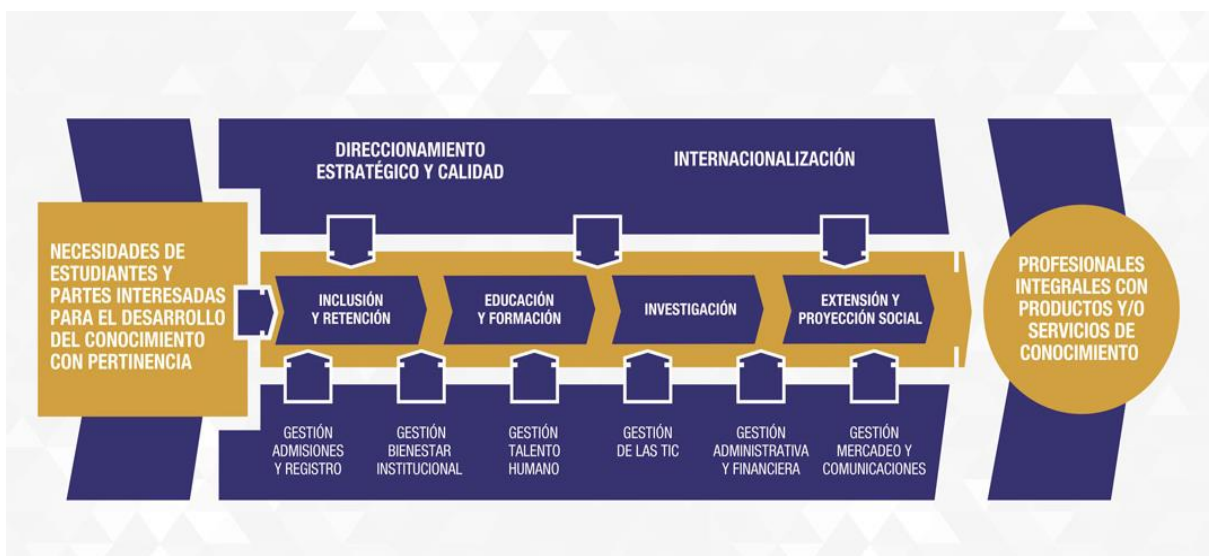 DIRECCIONAMIENTO
ESTRATÉGICO Y CALIDAD
INTERNACIONALIZACIÓN
NECESIDADES DE
ESTUDIANTES Y
PARTES INTERESADAS
PARA EL DESARROLLO
DEL CONOCIMIENTO
CON PERTINENCIA
INCLUSIÓN
Y RETENCIÓN
EDUCACIÓN
Y FORMACIÓN
INVESTIGACIÓN
EXTENSIÓN Y
PROYECCIÓN SOCIAL
PROFESIONALES
INTEGRALES CON
PRODUCTOS Y/O
SERVICIOS DE
CONOCIMIENTO
GESTIÓN
ADMISIONES
Y REGISTRO
GESTIÓN
BIENESTAR
INSTITUCIONAL
GESTIÓN
TALENTO
HUMANO
GESTIÓN
DE LAS TIC
GESTIÓN
ADMINISTRATIVA
Y FINANCIERA
GESTIÓN
MERCADEO Y
COMUNICACIONES